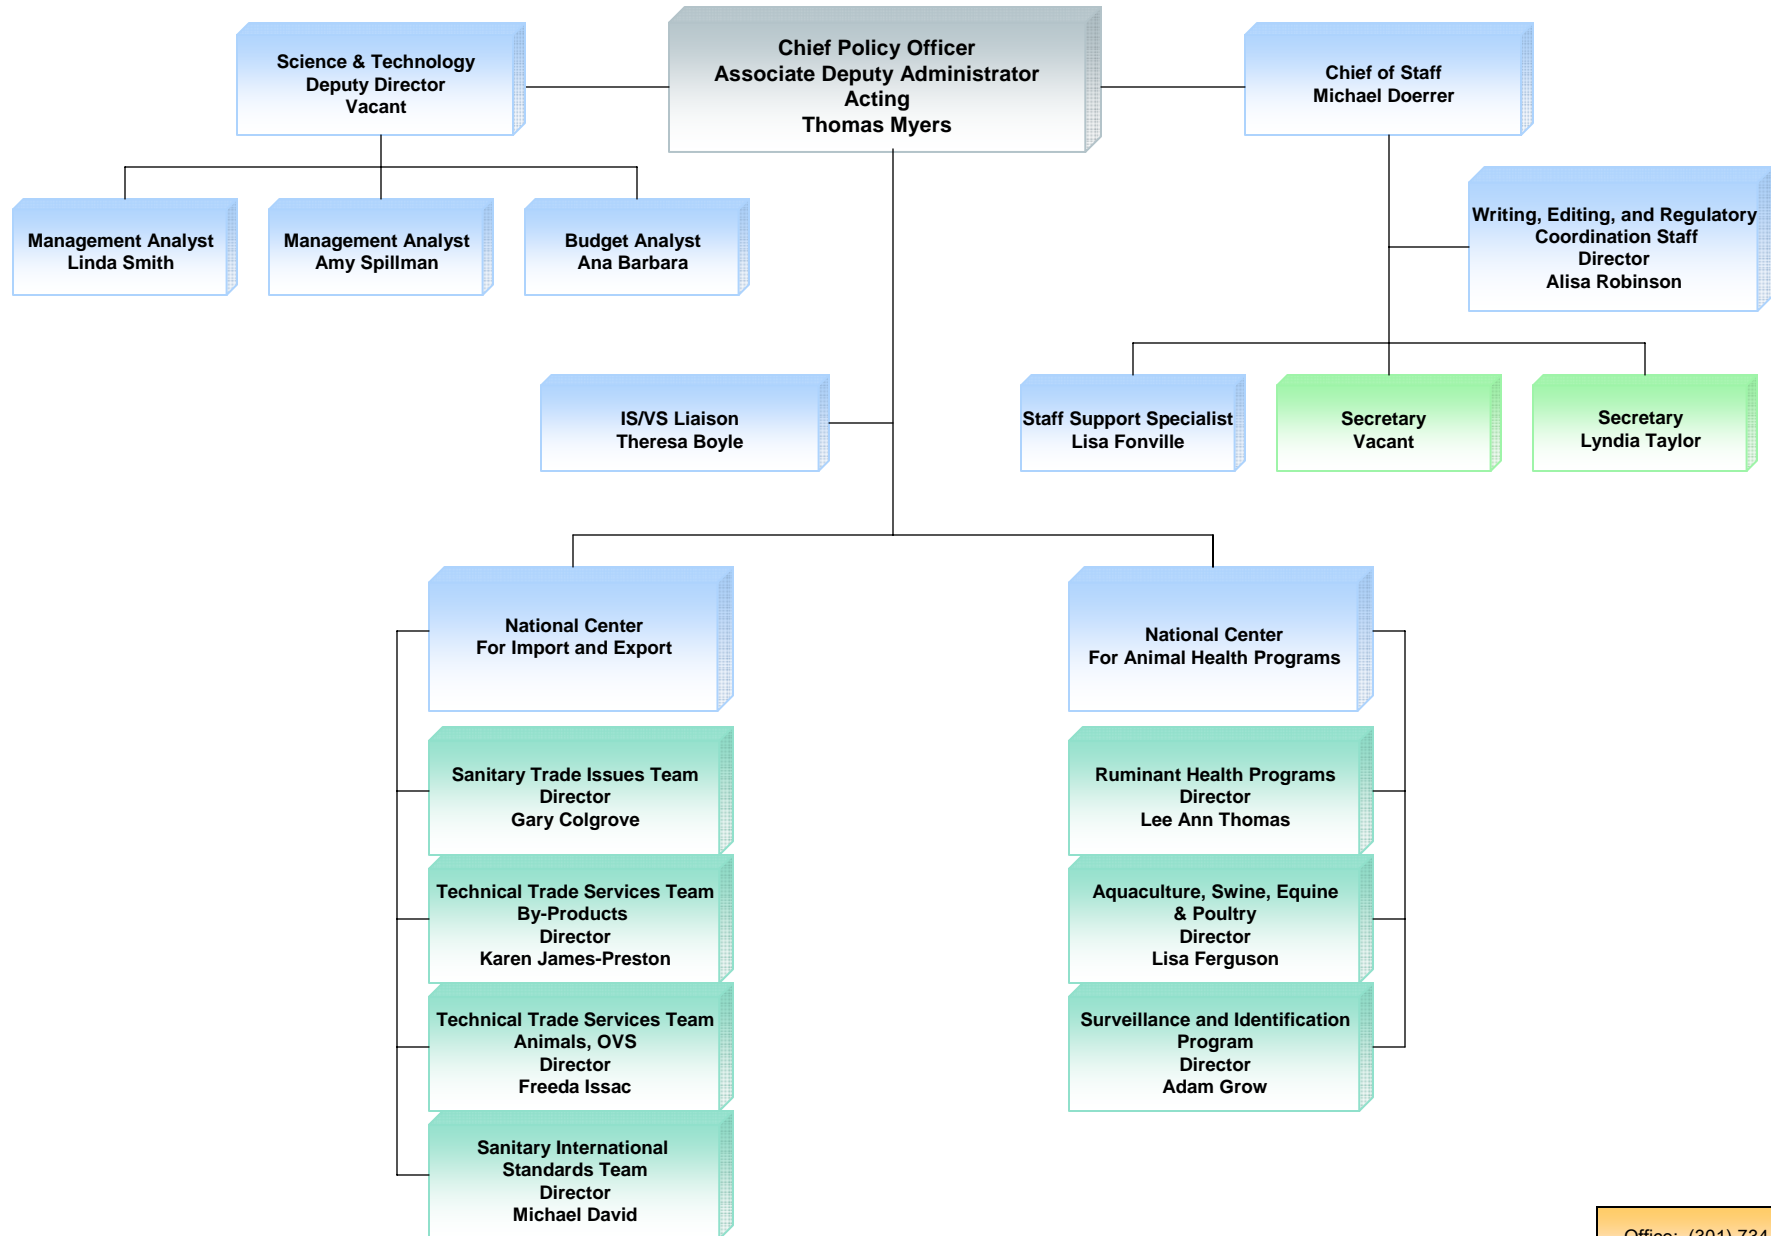 Science & Technology
Deputy Director
Vacant
Chief Policy Officer
Associate Deputy Administrator
Acting
Thomas Myers
Chief of Staff
Michael Doerrer
Management Analyst
Linda Smith
Management Analyst
Amy Spillman
Budget Analyst
Ana Barbara
Writing, Editing, and Regulatory
Coordination Staff
Director
Alisa Robinson
IS/VS Liaison
Theresa Boyle
Staff Support Specialist
Lisa Fonville
Secretary
Vacant
Secretary
Lyndia Taylor
National Center
For Import and Export
National Center
For Animal Health Programs
Sanitary Trade Issues Team
Director
Gary Colgrove
Technical Trade Services Team
By-Products
Director
Karen James-Preston
Technical Trade Services Team
Animals, OVS
Director
Freeda Issac
Sanitary International
Standards Team
Director
Michael David
Ruminant Health Programs
Director
Lee Ann Thomas
Aquaculture, Swine, Equine
& Poultry
Director
Lisa Ferguson
Surveillance and Identification
Program
Director
Adam Grow
Office: (301) 734